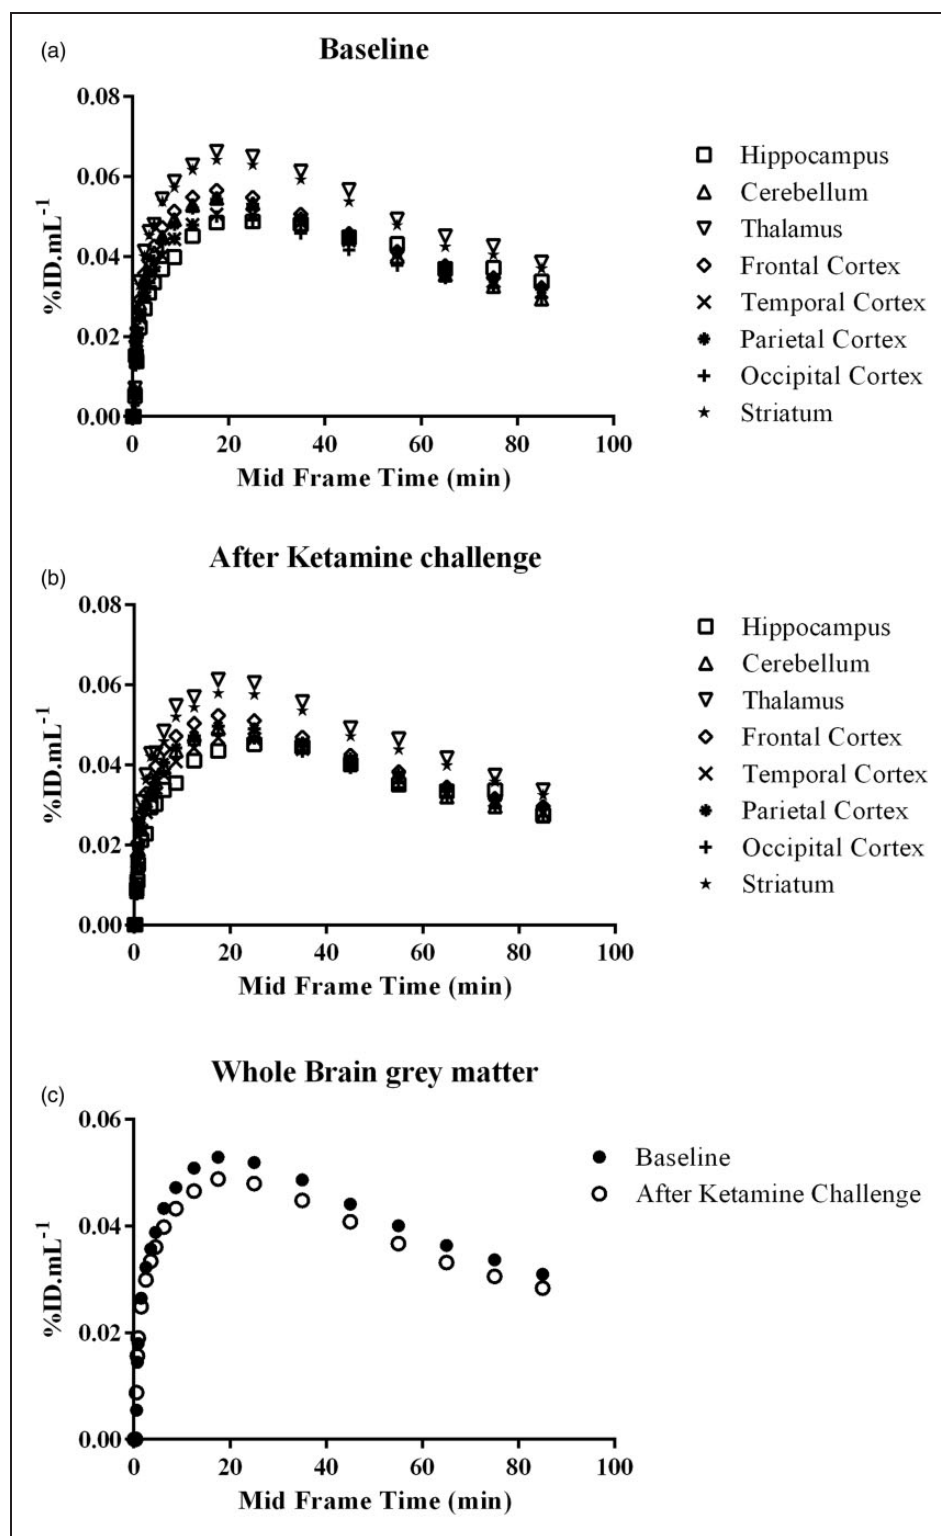 (a)
Baseline
0.08
0.06
0.04
0.02
0.00
%ID.mL-1
0 20 40 60 80 100
Mid Frame Time (min)
Hippocampus
Cerebellum
Thalamus
Frontal Cortex
Temporal Cortex
Parietal Cortex
Occipital Cortex
Striatum
(b)
After Ketamine challenge
0.08
0.06
0.04
0.02
0.00
%ID.mL-1
0 20 40 60 80 100
Mid Frame Time (min)
Hippocampus
Cerebellum
Thalamus
Frontal Cortex
Temporal Cortex
Parietal Cortex
Occipital Cortex
Striatum
(c)
Whole Brain grey matter
0.06
0.04
0.02
0.00
%ID.mL-1
0 20 40 60 80 100
Mid Frame Time (min)
Baseline
After Ketamine Challenge